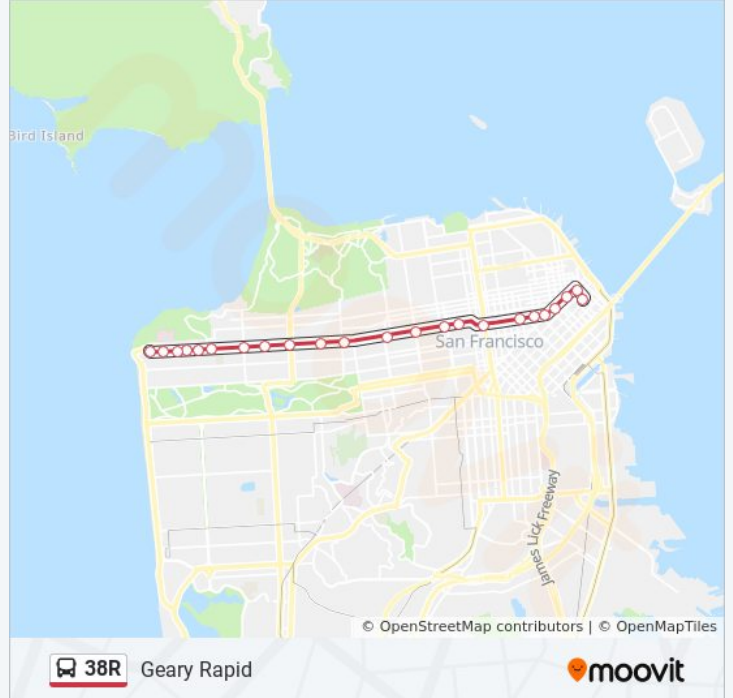 Bird Island
San Francisco
James Lick Freeway
© OpenStreetMap contributors | © OpenMapTiles
38R Geary Rapid
moovit